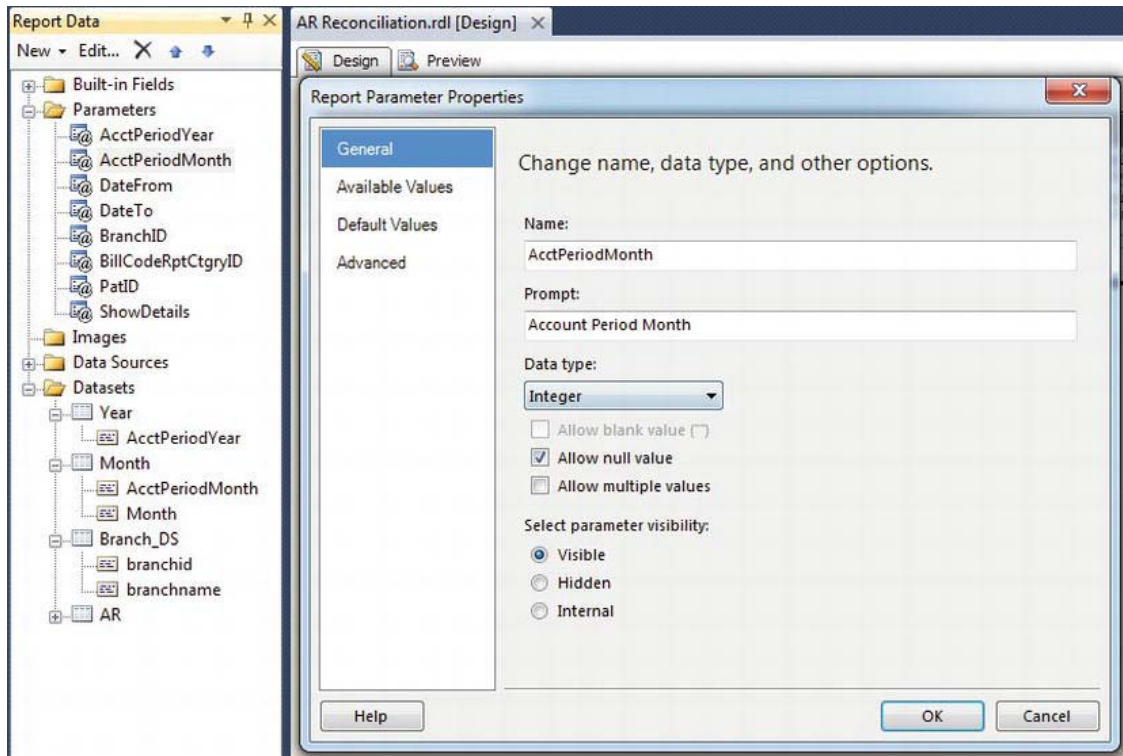 Report Data
New Edit...
Built-in Fields
Parameters
AcctPeriodYear
AcctPeriodMonth
DateFrom
DateTo
BranchID
BillCodeRptCtgryID
PatID
ShowDetails
Images
Data Sources
Datasets
Year
AcctPeriodYear
Month
AcctPeriodMonth
Month
Branch_DS
branchid
branchname
AR
AR Reconciliation.rdl [Design]
Design Preview
Report Parameter Properties
General
Available Values
Default Values
Advanced
Change name, data type, and other options.
Name:
AcctPeriodMonth
Prompt:
Account Period Month
Data type:
Integer
Allow blank value ("")
Allow null value
Allow multiple values
Select parameter visibility:
Visible
Hidden
Internal
Help OK Cancel